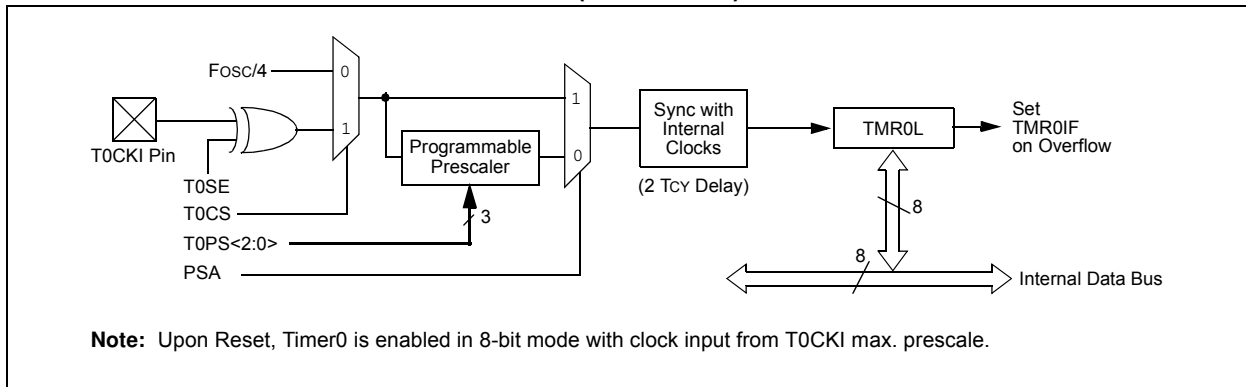 Fosc/4
0
1
T0CKI Pin
T0SE
T0CS
T0PS<2:0>
PSA
Programmable
Prescaler
3
1
0
Sync with
Internal
Clocks
(2 TCY Delay)
TMR0L
Set
TMR0IF
on Overflow
8
8
Internal Data Bus
Note: Upon Reset, Timer0 is enabled in 8-bit mode with clock input from T0CKI max. prescale.